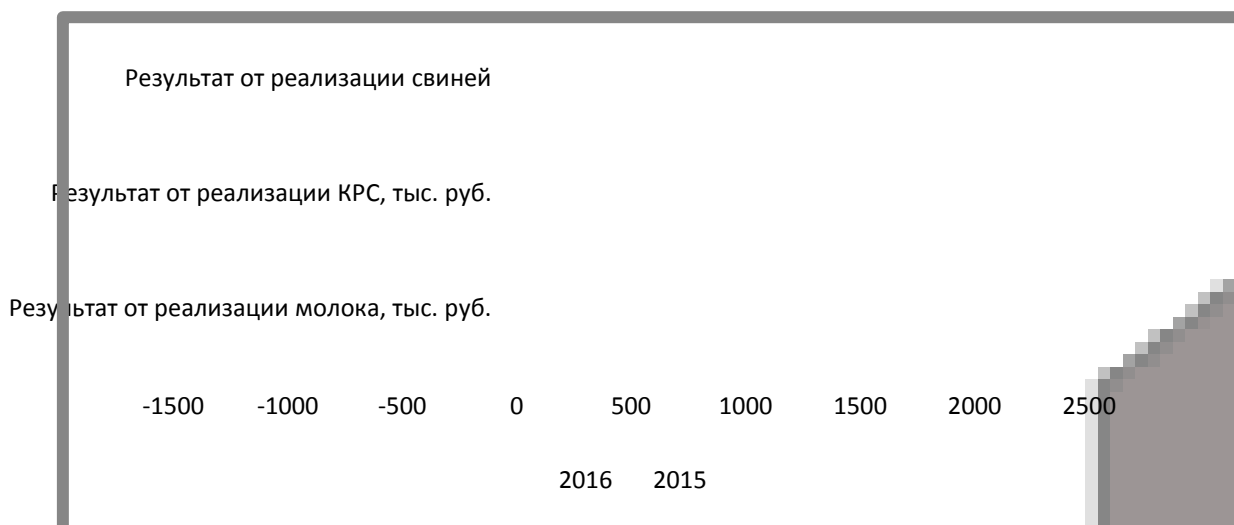 Результат от реализации свиней
Результат от реализации КРС, тыс. руб.
Результат от реализации молока, тыс. руб.
-1500 -1000 -500 0 500 1000 1500 2000 2500
2016 2015